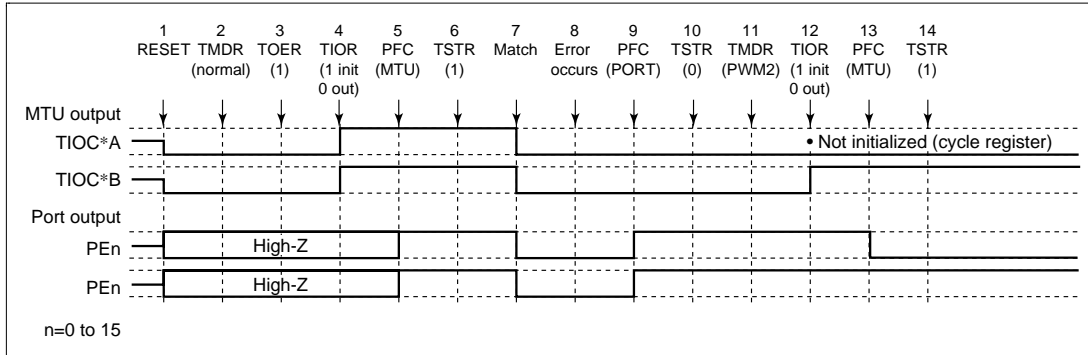 1 2 3 4 5 6 7 8 9 10 11 12 13 14
RESET TMDR TOER TIOR PFC TSTR Match Error PFC TSTR TMDR TIOR PFC TSTR
(normal) (1) (1 init (MTU) (1) occurs (PORT) (0) (PWM2) (1 init (MTU) (1)
0 out) 0 out)
MTU output
TIOC*A
• Not initialized (cycle register)
TIOC*B
Port output
PEn
High-Z
PEn
High-Z
n=0 to 15